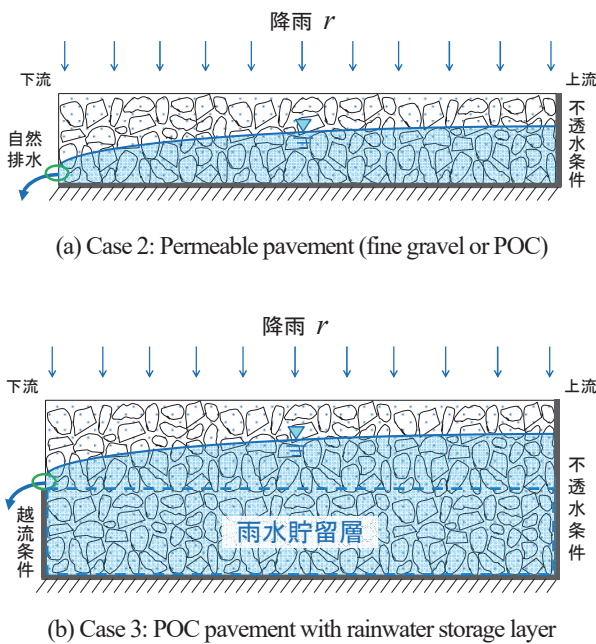 降雨 r
下流
上流
自然
排水
不透水条件
(a) Case 2: Permeable pavement (fine gravel or POC)
降雨 r
下流
上流
越流条件
雨水貯留層
不透水条件
(b) Case 3: POC pavement with rainwater storage layer